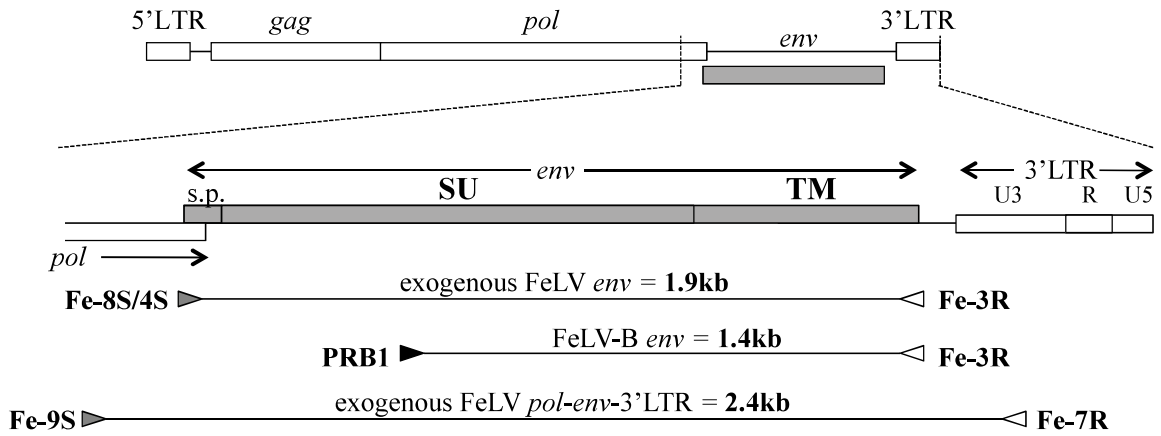 5’LTR gag pol env 3’LTR
env 3’LTR
s.p. SU TM U3 R U5
pol
exogenous FeLV env = 1.9kb
Fe-8S/4S Fe-3R
FeLV-B env = 1.4kb
PRB1 Fe-3R
exogenous FeLV pol-env-3’LTR = 2.4kb
Fe-9S Fe-7R